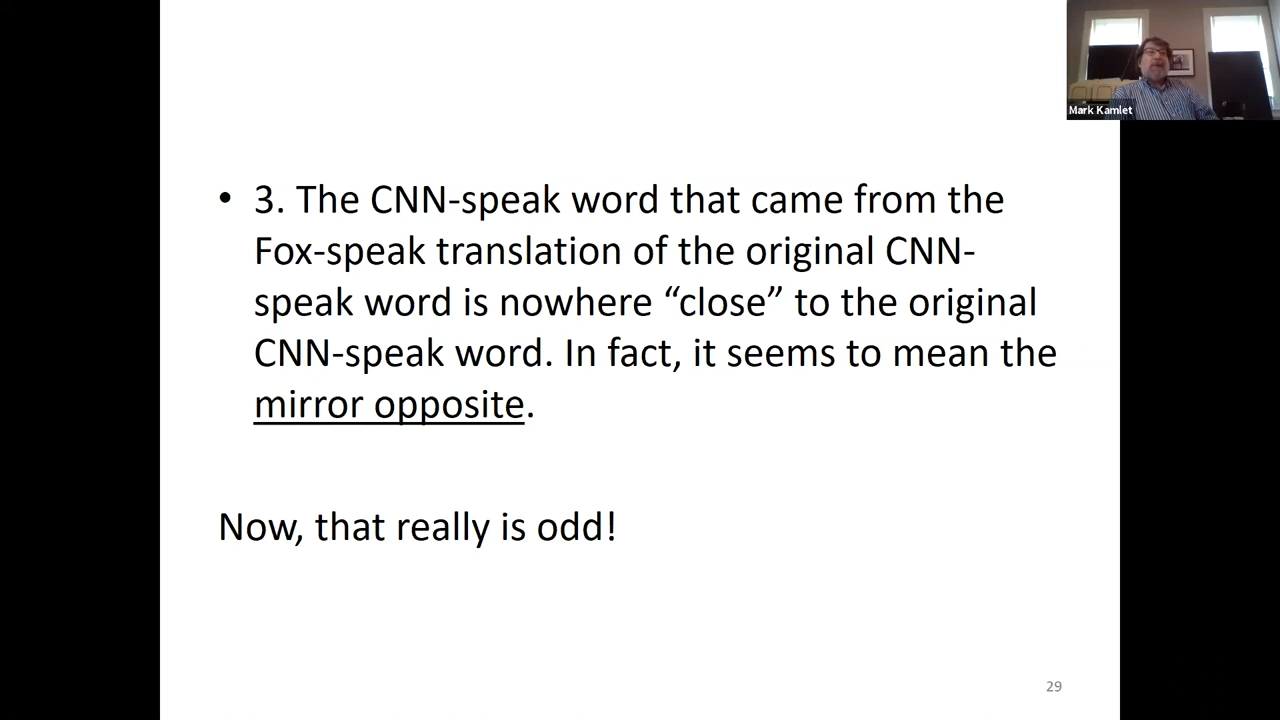 Mark Kamlet
• 3. The CNN-speak word that came from the
Fox-speak translation of the original CNN-
speak word is nowhere “close” to the original
CNN-speak word. In fact, it seems to mean the
mirror opposite.
Now, that really is odd!
29